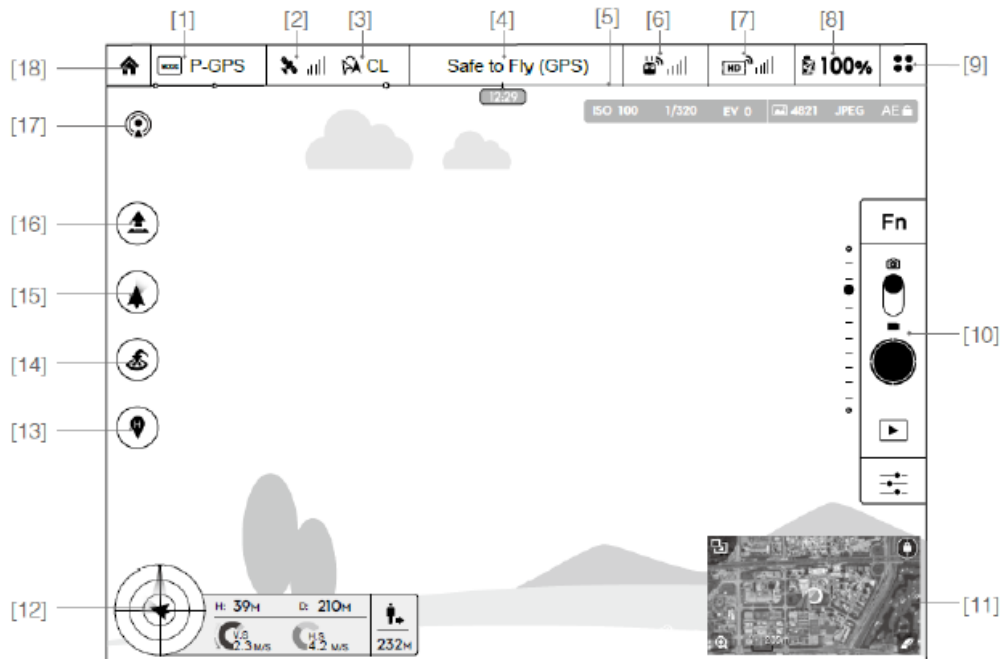 [1] [2] [3] [4] [5] [6] [7] [8]
[18] MODE P-GPS CL Safe to Fly (GPS) HD 100% [9]
12:29
ISO 100 1/320 EV 0 4821 JPEG AE
[17]
[16] Fn
[15]
[10]
[14]
[13]
H
[12] H: 39M D: 210M [11]
V.S 2.3 M/S H.S 4.2 M/S 232M